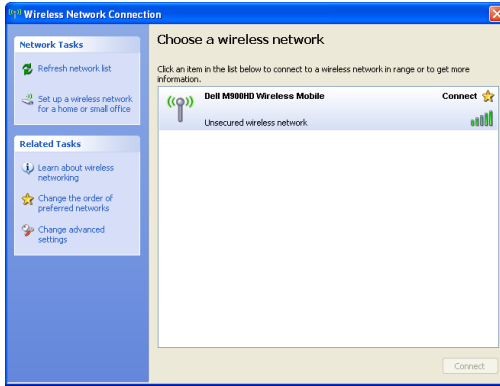 Wireless Network Connection
Network Tasks
Refresh network list
Set up a wireless network
for a home or small office
Related Tasks
Learn about wireless
networking
Change the order of
preferred networks
Change advanced
settings
Choose a wireless network
Click an item in the list below to connect to a wireless network in range or to get more
information.
Dell M900HD Wireless Mobile
Connect
Unsecured wireless network
Connect